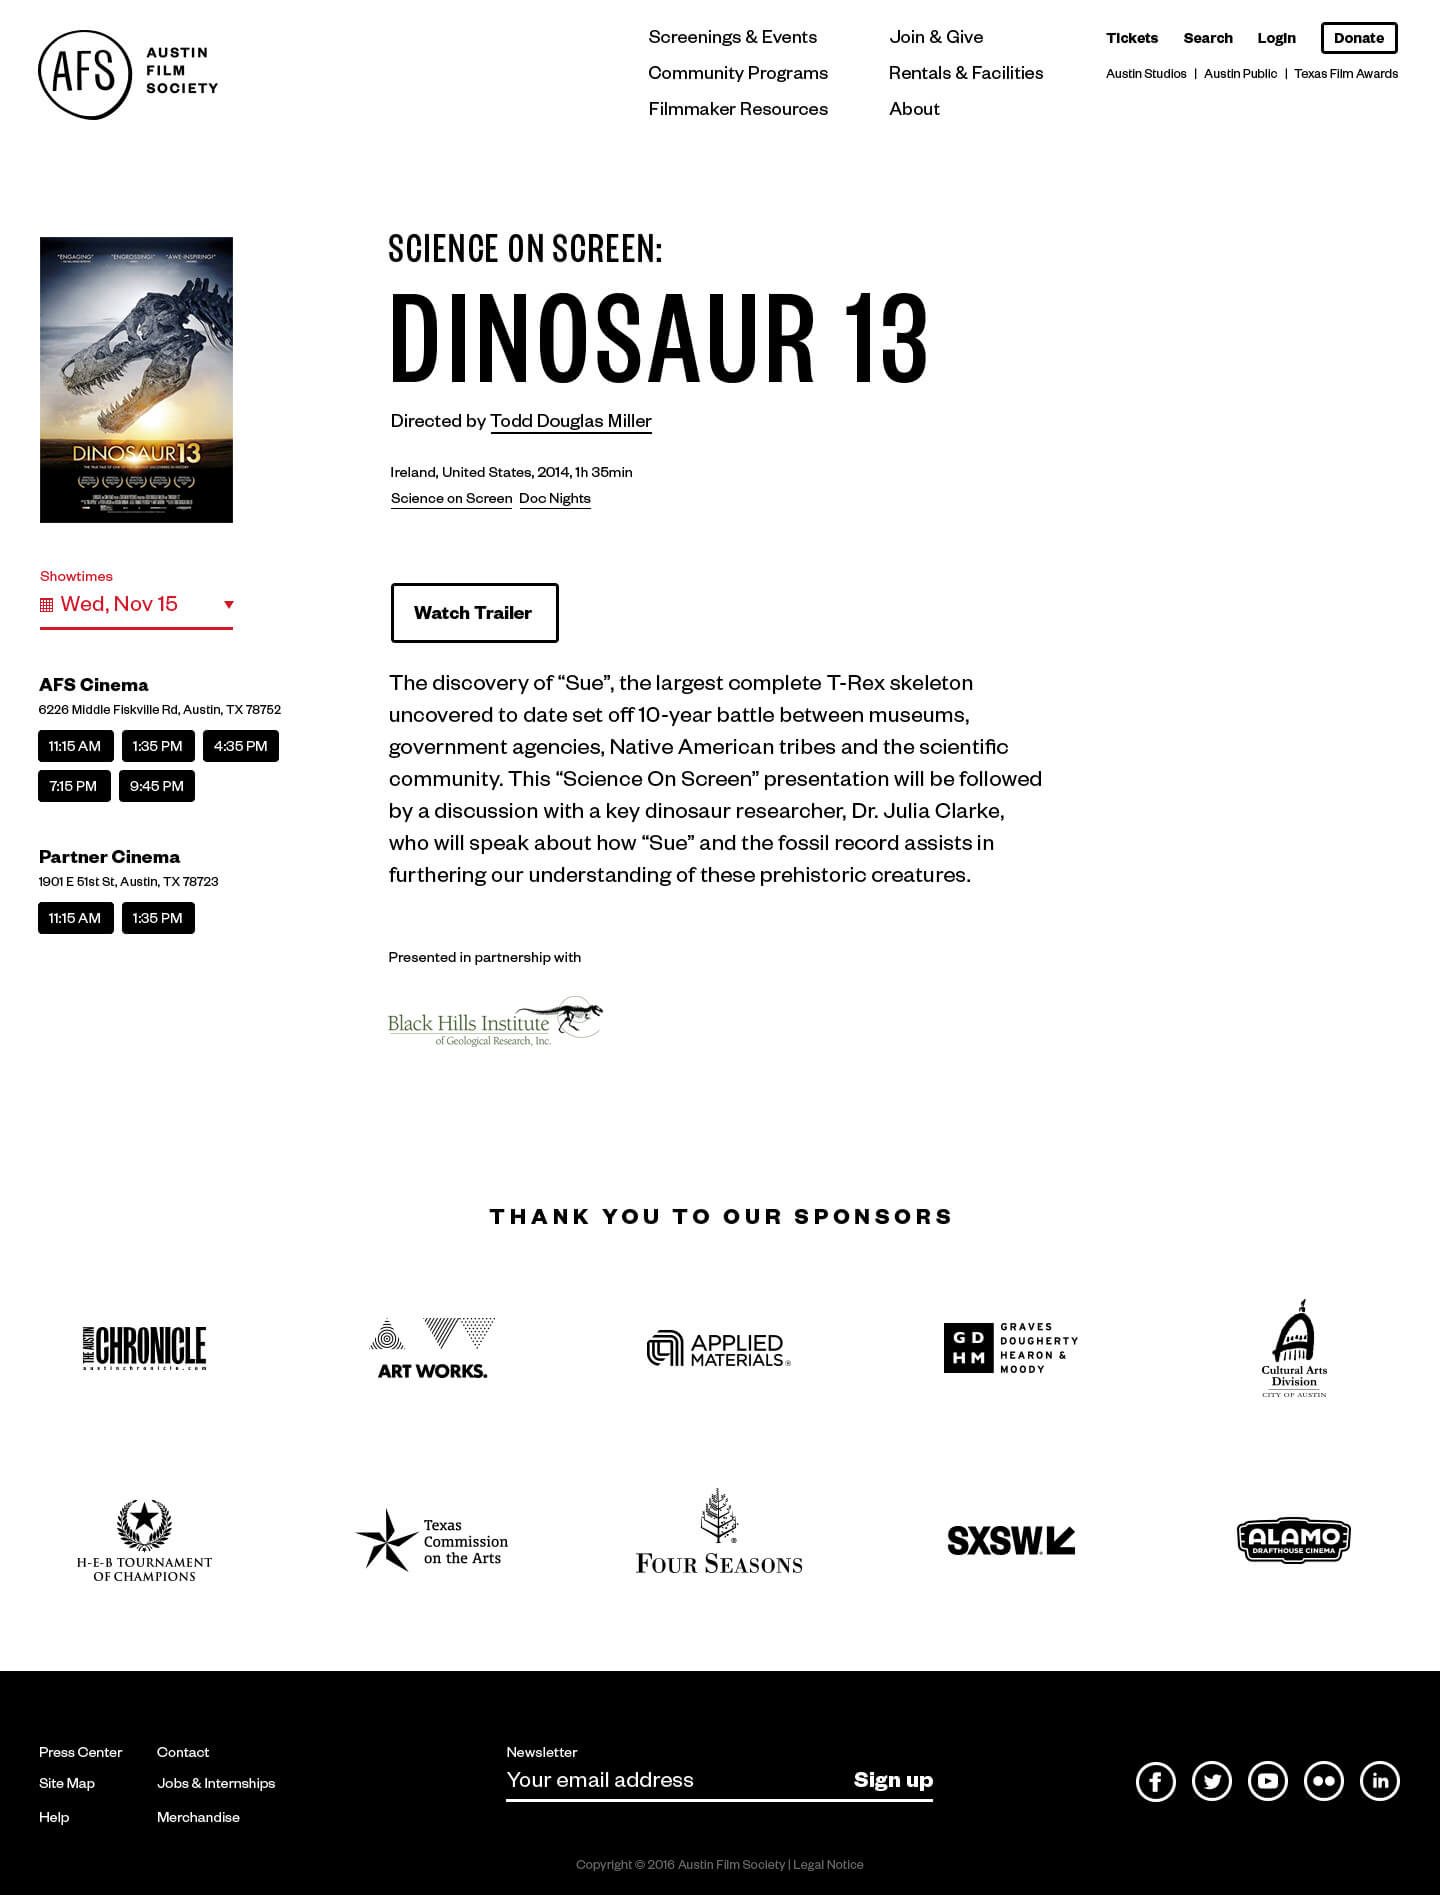 AFS
AUSTIN
FILM
SOCIETY
Screenings & Events
Community Programs
Filmmaker Resources
Join & Give
Rentals & Facilities
About
Tickets Search Login Donate
Austin Studios | Austin Public | Texas Film Awards
"ENGAGING" "ENGROSSING!" "AWE-INSPIRING!"
DINOSAUR 13
Showtimes
Wed, Nov 15
AFS Cinema
6226 Middle Fiskville Rd, Austin, TX 78752
11:15 AM 1:35 PM 4:35 PM
7:15 PM 9:45 PM
Partner Cinema
1901 E 51st St, Austin, TX 78723
11:15 AM 1:35 PM
SCIENCE ON SCREEN:
DINOSAUR 13
Directed by Todd Douglas Miller
Ireland, United States, 2014, 1h 35min
Science on Screen Doc Nights
Watch Trailer
The discovery of “Sue”, the largest complete T-Rex skeleton
uncovered to date set off 10-year battle between museums,
government agencies, Native American tribes and the scientific
community. This “Science On Screen” presentation will be followed
by a discussion with a key dinosaur researcher, Dr. Julia Clarke,
who will speak about how “Sue” and the fossil record assists in
furthering our understanding of these prehistoric creatures.
Presented in partnership with
Black Hills Institute
of Geological Research, Inc.
THANK YOU TO OUR SPONSORS
THE AUSTIN CHRONICLE
austinchronicle.com
ART WORKS.
APPLIED
MATERIALS®
GD
HM
GRAVES
DOUGHERTY
HEARON &
MOODY
Cultural Arts
Division
CITY OF AUSTIN
H-E-B TOURNAMENT
OF CHAMPIONS
Texas
Commission
on the Arts
®
FOUR SEASONS
SXSW
ALAMO
DRAFTHOUSE CINEMA
Press Center
Site Map
Help
Contact
Jobs & Internships
Merchandise
Newsletter
Your email address Sign up
Copyright © 2016 Austin Film Society | Legal Notice